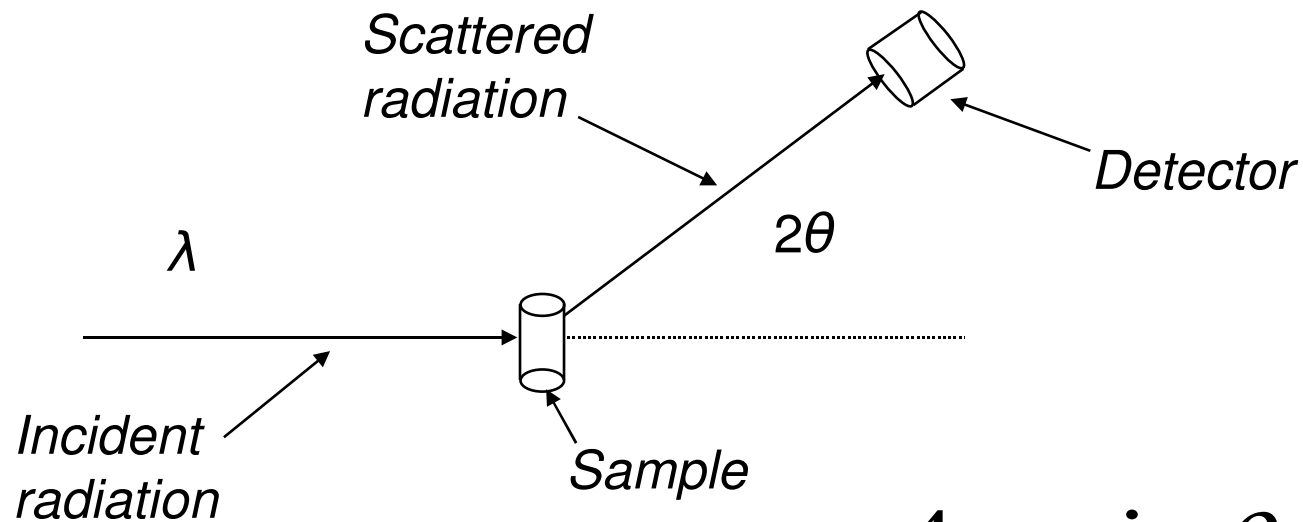 Scattered
radiation
Detector
2θ
λ
Incident
radiation
Sample